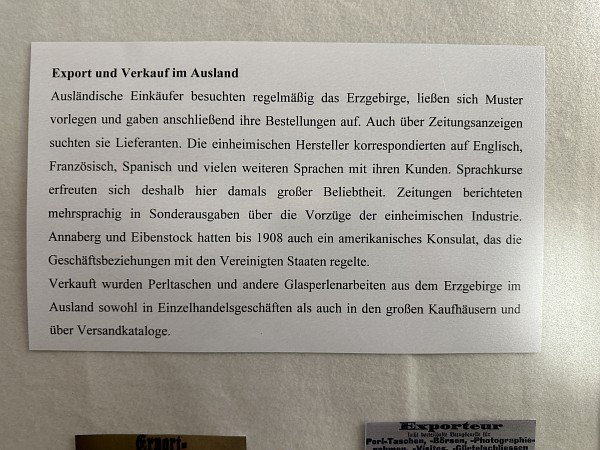 Export und Verkauf im Ausland
Ausländische Einkäufer besuchten regelmäßig das Erzgebirge, ließen sich Muster
vorlegen und gaben anschließend ihre Bestellungen auf. Auch über Zeitungsanzeigen
suchten sie Lieferanten. Die einheimischen Hersteller korrespondierten auf Englisch,
Französisch, Spanisch und vielen weiteren Sprachen mit ihren Kunden. Sprachkurse
erfreuten sich deshalb hier damals großer Beliebtheit. Zeitungen berichteten
mehrsprachig in Sonderausgaben über die Vorzüge der einheimischen Industrie.
Annaberg und Eibenstock hatten bis 1908 auch ein amerikanisches Konsulat, das die
Geschäftsbeziehungen mit den Vereinigten Staaten regelte.
Verkauft wurden Perltaschen und andere Glasperlenarbeiten aus dem Erzgebirge im
Ausland sowohl in Einzelhandelsgeschäften als auch in den großen Kaufhäusern und
über Versandkataloge.
Export-
Exporteur
Perl-Taschen, -Börsen, -Photographie-
rahmen, -Visites, -Gürtelschliessen